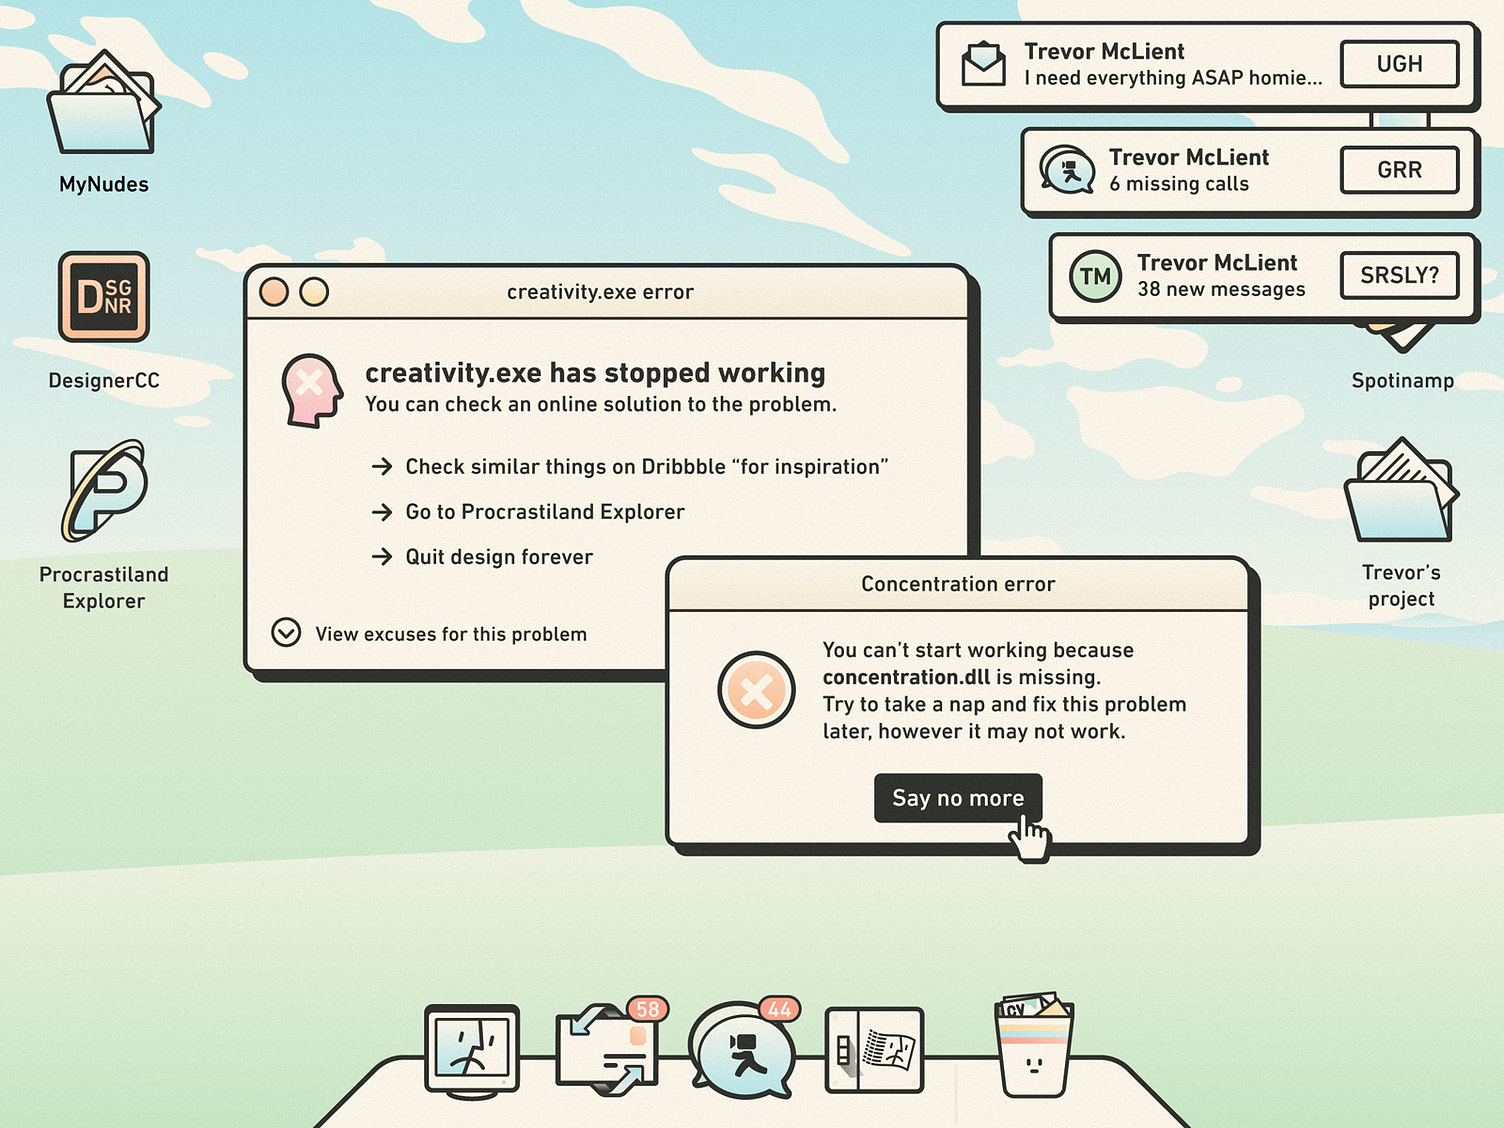 MyNudes
DSGNR
DesignerCC
Procrastiland
Explorer
Trevor McLient
I need everything ASAP homie...
UGH
Trevor McLient
6 missing calls
GRR
TM
Trevor McLient
38 new messages
SRSLY?
Spotinamp
Trevor’s
project
creativity.exe error
creativity.exe has stopped working
You can check an online solution to the problem.
Check similar things on Dribbble “for inspiration”
Go to Procrastiland Explorer
Quit design forever
View excuses for this problem
Concentration error
You can’t start working because
concentration.dll is missing.
Try to take a nap and fix this problem
later, however it may not work.
Say no more
58
44
CV